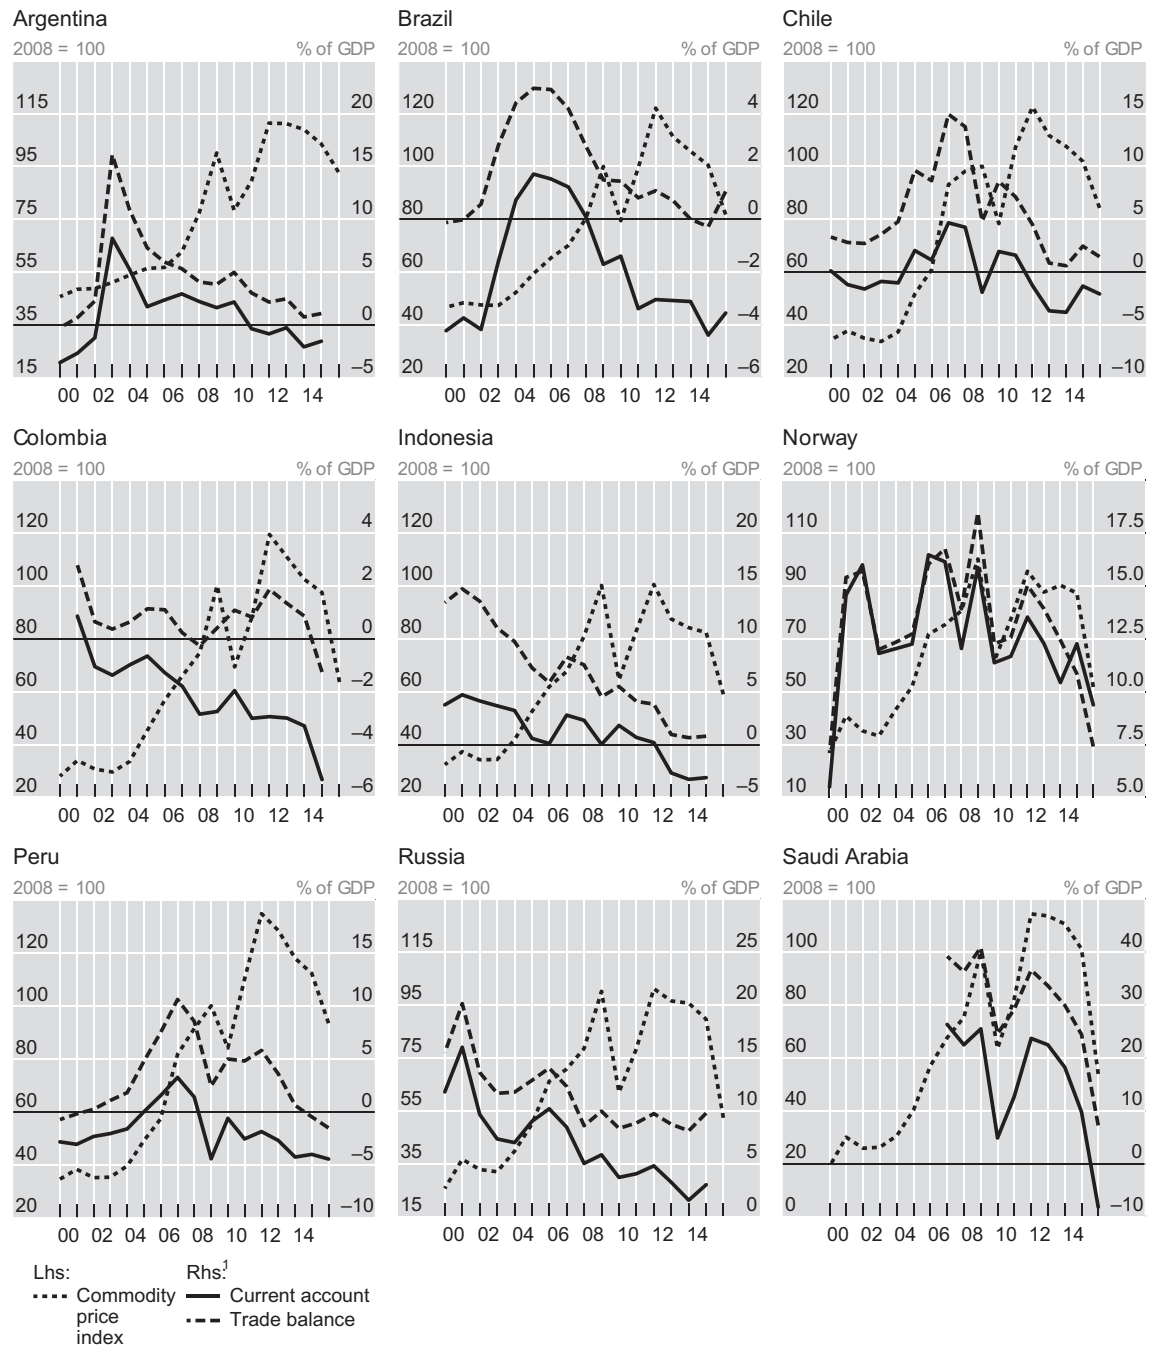 Argentina
2008 = 100 % of GDP
115 20
95 15
75 10
55 5
35 0
15 –5
00 02 04 06 08 10 12 14
Brazil
2008 = 100 % of GDP
120 4
100 2
80 0
60 –2
40 –4
20 –6
00 02 04 06 08 10 12 14
Chile
2008 = 100 % of GDP
120 15
100 10
80 5
60 0
40 –5
20 –10
00 02 04 06 08 10 12 14
Colombia
2008 = 100 % of GDP
120 4
100 2
80 0
60 –2
40 –4
20 –6
00 02 04 06 08 10 12 14
Indonesia
2008 = 100 % of GDP
120 20
100 15
80 10
60 5
40 0
20 –5
00 02 04 06 08 10 12 14
Norway
2008 = 100 % of GDP
110 17.5
90 15.0
70 12.5
50 10.0
30 7.5
10 5.0
00 02 04 06 08 10 12 14
Peru
2008 = 100 % of GDP
120 15
100 10
80 5
60 0
40 –5
20 –10
00 02 04 06 08 10 12 14
Russia
2008 = 100 % of GDP
115 25
95 20
75 15
55 10
35 5
15 0
00 02 04 06 08 10 12 14
Saudi Arabia
2008 = 100 % of GDP
100 40
80 30
60 20
40 10
20 0
0 –10
00 02 04 06 08 10 12 14
Lhs:
Commodity
price
index
Rhs:1
Current account
Trade balance